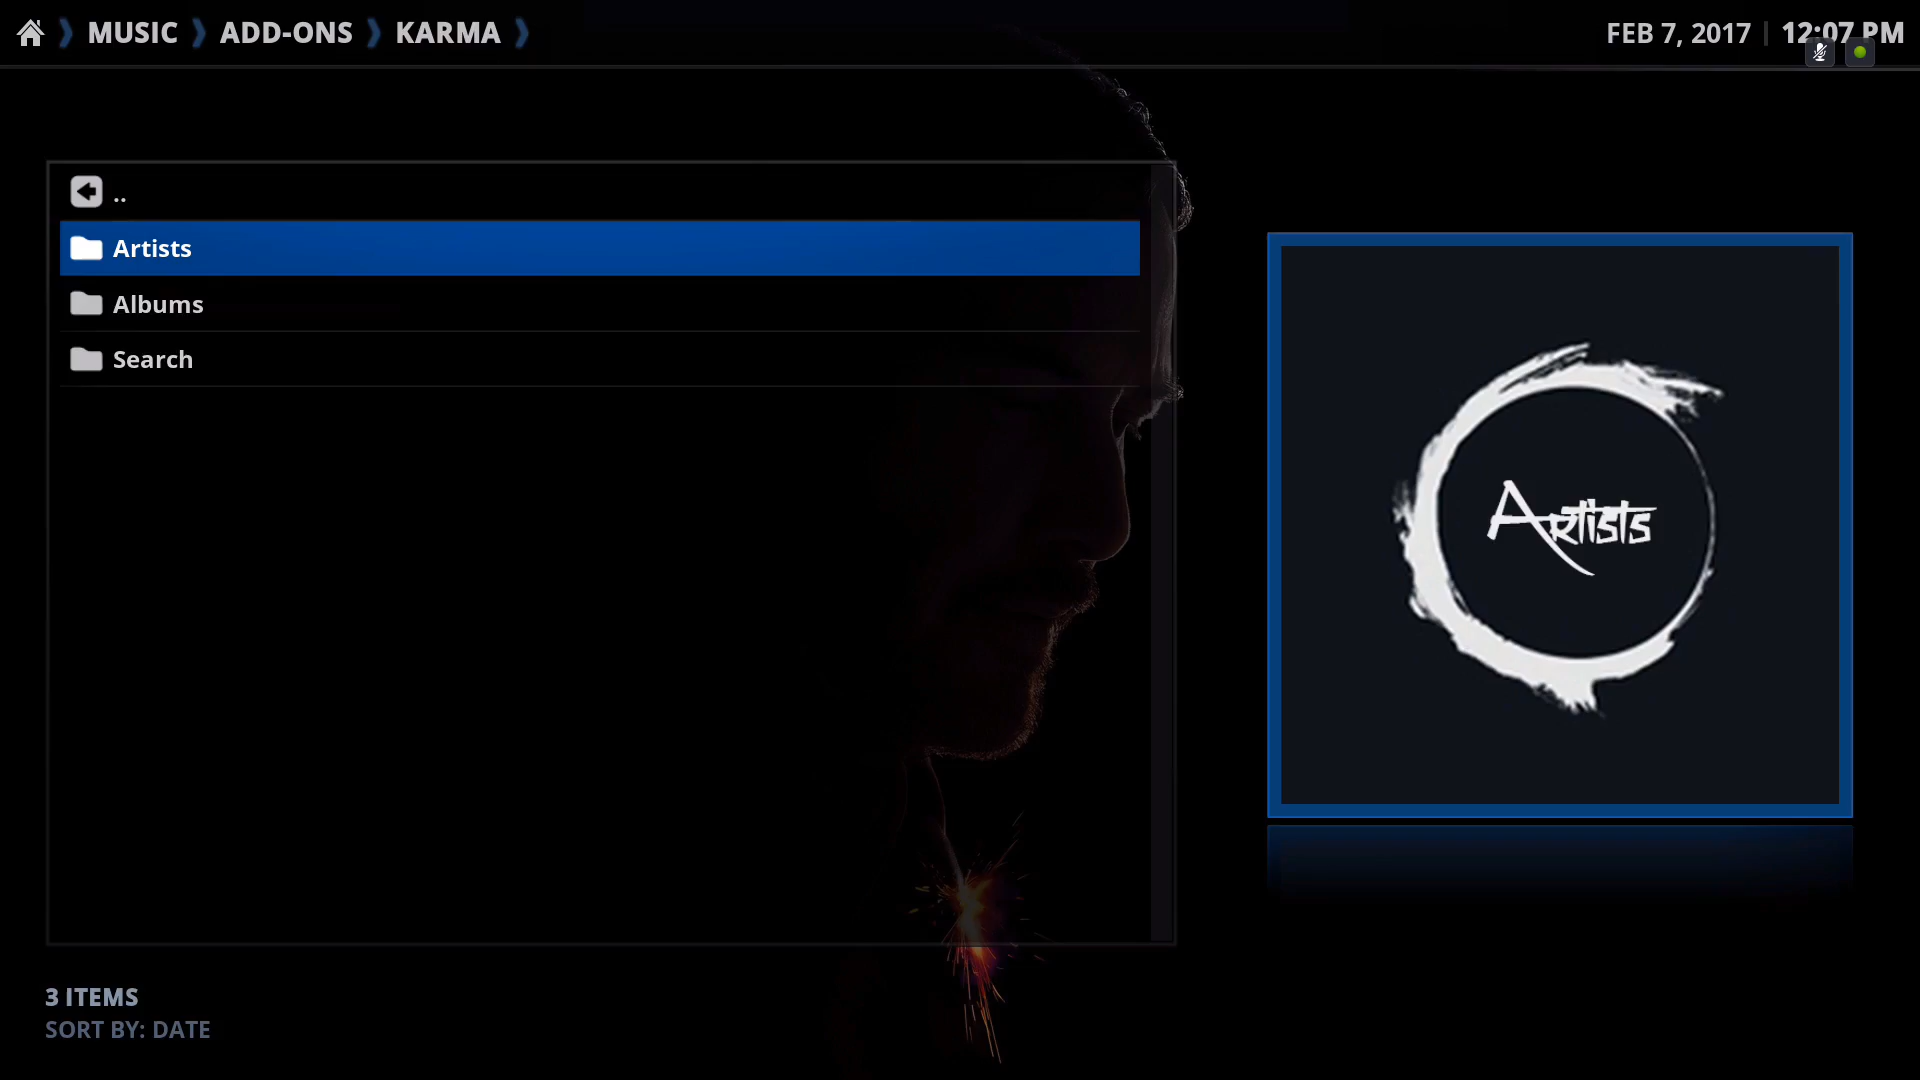 MUSIC ADD-ONS KARMA
FEB 7, 2017 | 12:07 PM
..
Artists
Albums
Search
Artists
3 ITEMS
SORT BY: DATE